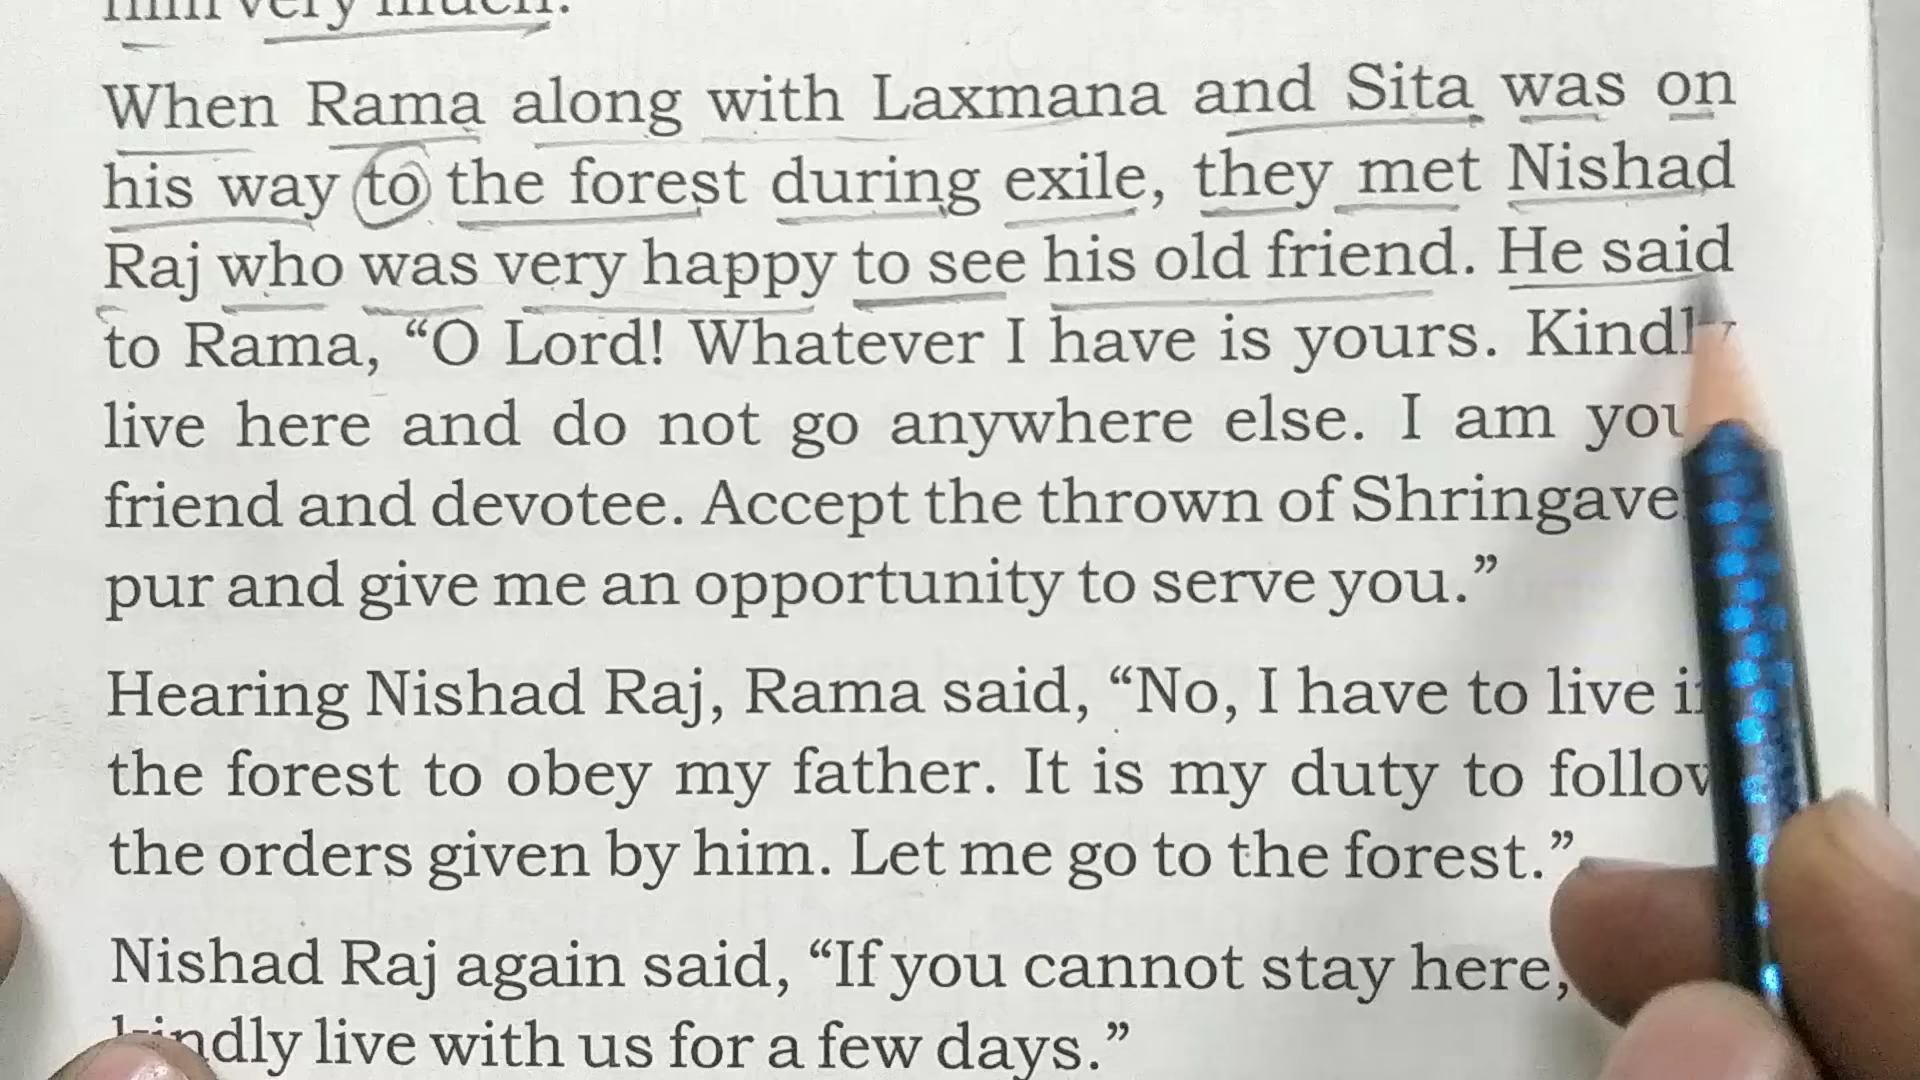 very much.
When Rama along with Laxmana and Sita was on
his way to the forest during exile, they met Nishad
Raj who was very happy to see his old friend. He said
to Rama, “O Lord! Whatever I have is yours. Kindly
live here and do not go anywhere else. I am
friend and devotee. Accept the thrown of Shringave
pur and give me an opportunity to serve you.”
Hearing Nishad Raj, Rama said, “No, I have to live
the forest to obey my father. It is my duty to follow
the orders given by him. Let me go to the forest.”
Nishad Raj again said, “If you cannot stay here,
kindly live with us for a few days.”